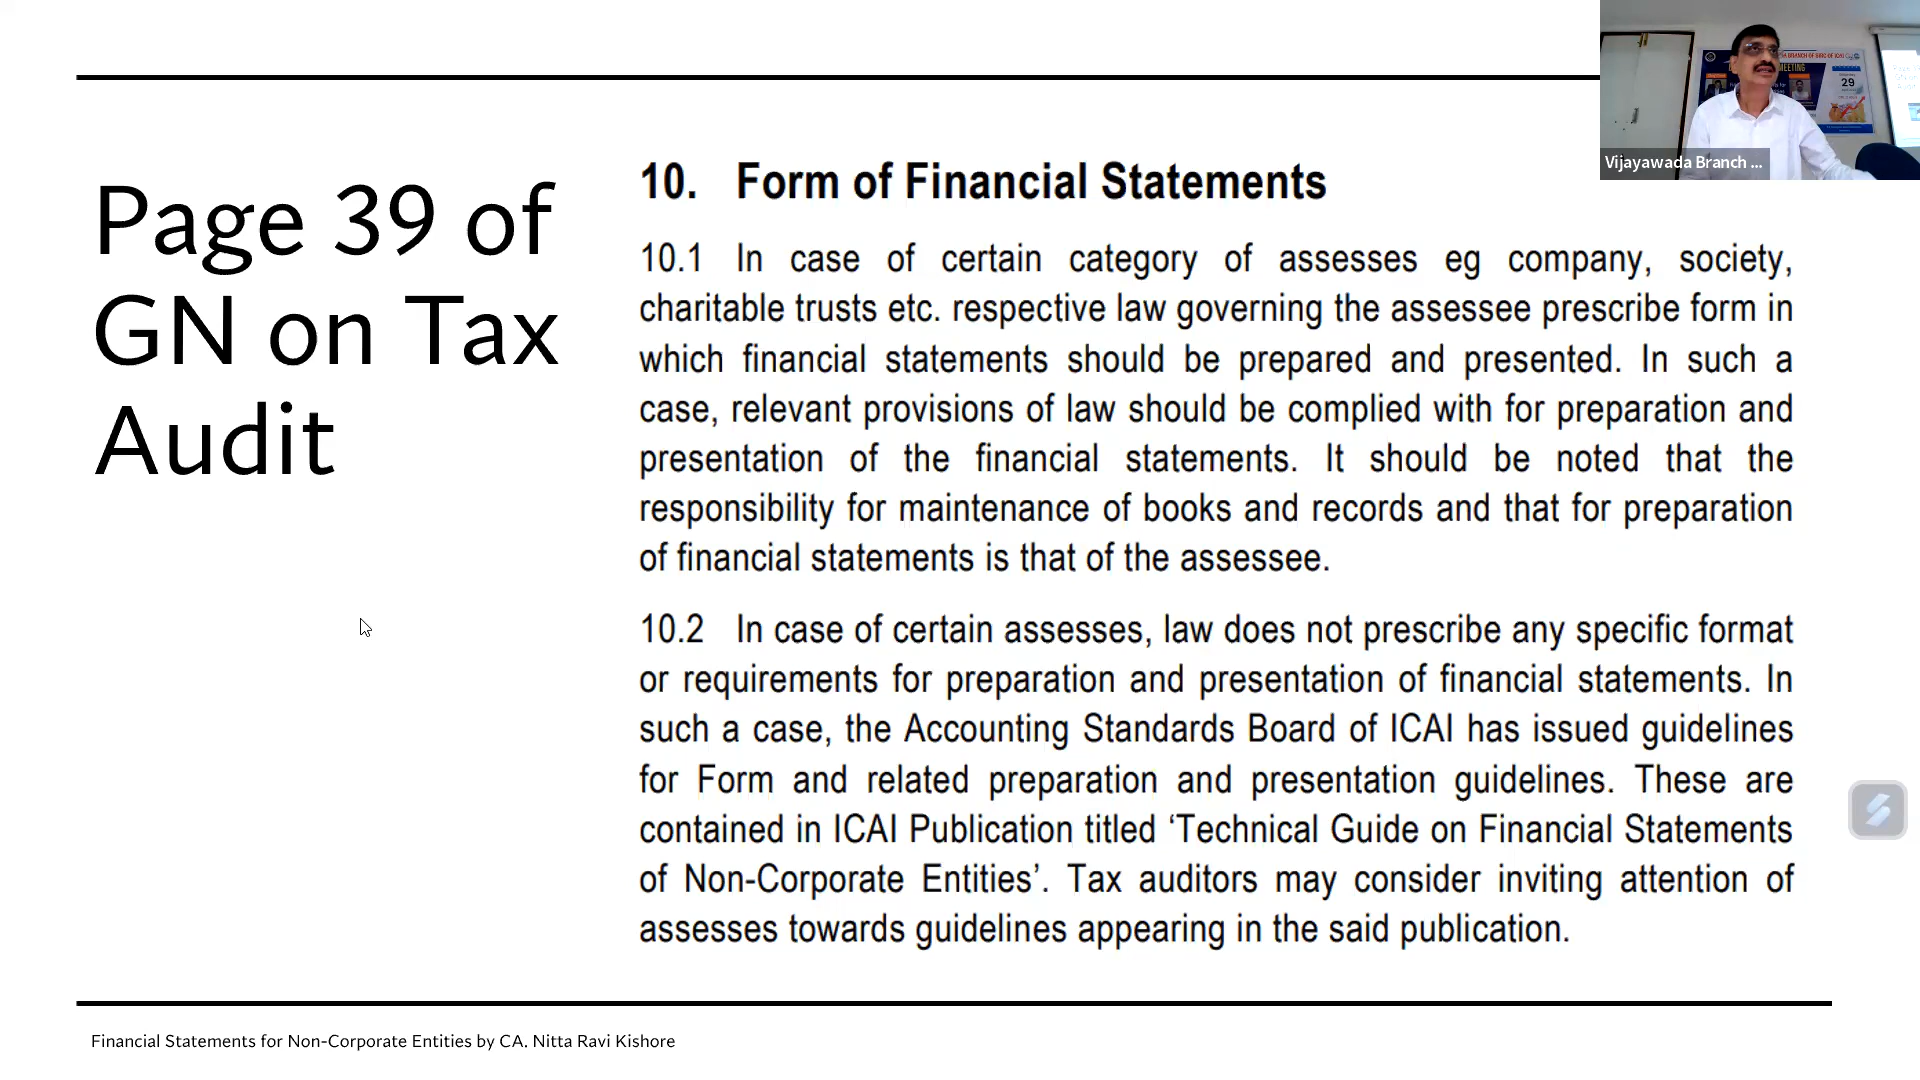 Page 39 of
GN on Tax
Audit
10. Form of Financial Statements
10.1 In case of certain category of assesses eg company, society,
charitable trusts etc. respective law governing the assessee prescribe form in
which financial statements should be prepared and presented. In such a
case, relevant provisions of law should be complied with for preparation and
presentation of the financial statements. It should be noted that the
responsibility for maintenance of books and records and that for preparation
of financial statements is that of the assessee.
10.2 In case of certain assesses, law does not prescribe any specific format
or requirements for preparation and presentation of financial statements. In
such a case, the Accounting Standards Board of ICAI has issued guidelines
for Form and related preparation and presentation guidelines. These are
contained in ICAI Publication titled ‘Technical Guide on Financial Statements
of Non-Corporate Entities’. Tax auditors may consider inviting attention of
assesses towards guidelines appearing in the said publication.
Financial Statements for Non-Corporate Entities by CA. Nitta Ravi Kishore
BRANCH OF SIRC OF ICAI
MEETING
29
Vijayawada Branch ...